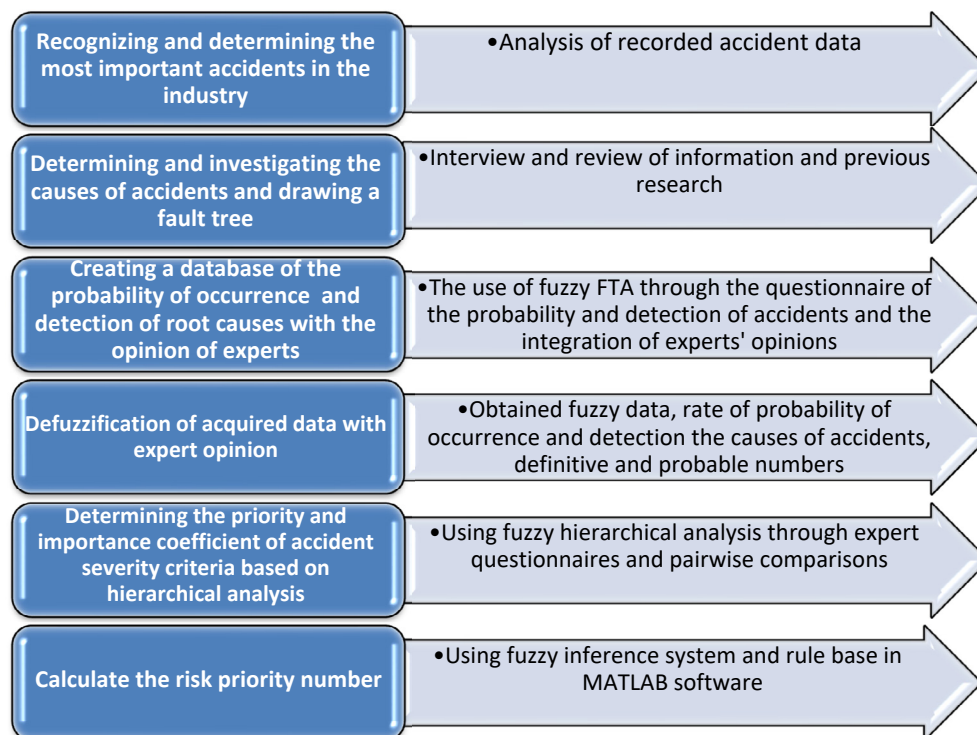 Recognizing and determining the
most important accidents in the
industry
•Analysis of recorded accident data
Determining and investigating the
causes of accidents and drawing a
fault tree
•Interview and review of information and previous
research
Creating a database of the
probability of occurrence and
detection of root causes with the
opinion of experts
•The use of fuzzy FTA through the questionnaire of
the probability and detection of accidents and the
integration of experts' opinions
Defuzzification of acquired data with
expert opinion
•Obtained fuzzy data, rate of probability of
occurrence and detection the causes of accidents,
definitive and probable numbers
Determining the priority and
importance coefficient of accident
severity criteria based on
hierarchical analysis
•Using fuzzy hierarchical analysis through expert
questionnaires and pairwise comparisons
Calculate the risk priority number
•Using fuzzy inference system and rule base in
MATLAB software